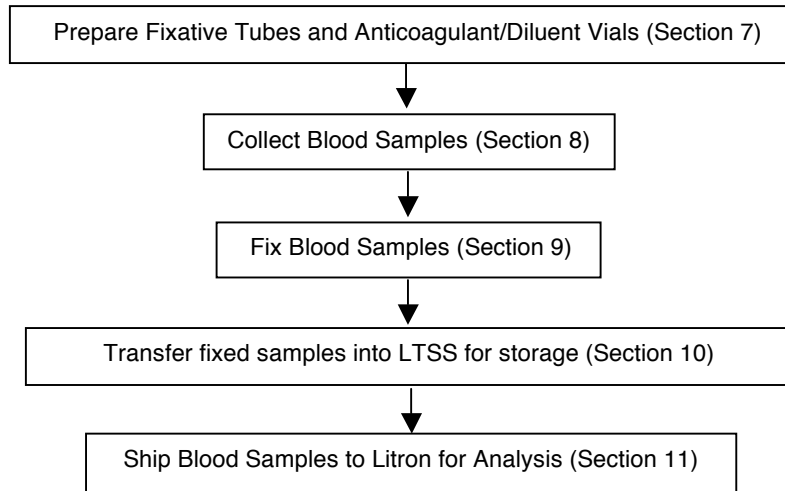 Prepare Fixative Tubes and Anticoagulant/Diluent Vials (Section 7)
Collect Blood Samples (Section 8)
Fix Blood Samples (Section 9)
Transfer fixed samples into LTSS for storage (Section 10)
Ship Blood Samples to Litron for Analysis (Section 11)